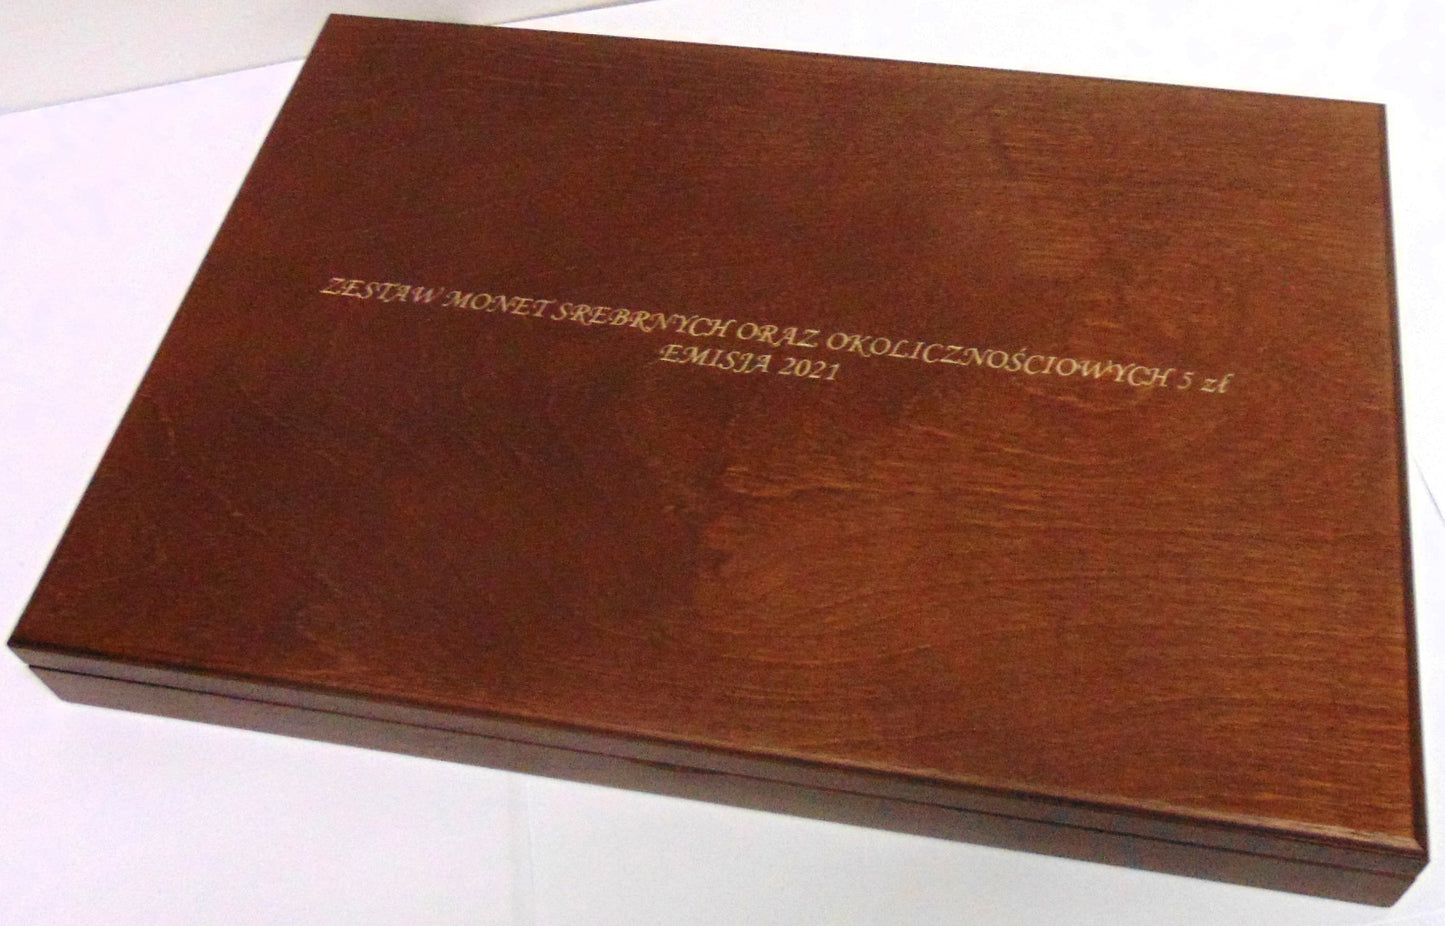 ZESTAW MONET SREBRNYCH ORAZ OKOLICZNOŚCIOWYCH 5 zł
EMISJA 2021